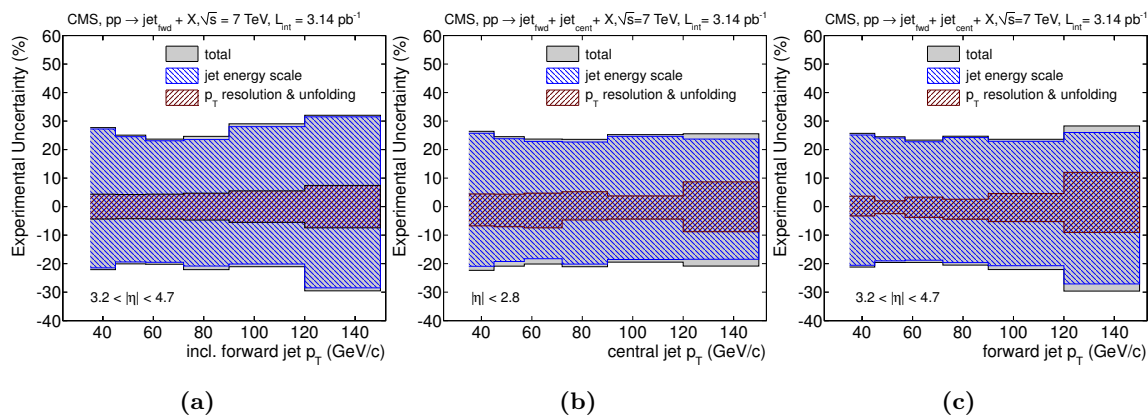 CMS, pp → jet_fwd + X,√s = 7 TeV, L_int = 3.14 pb⁻¹
Experimental Uncertainty (%)
60
50
40
30
20
10
0
-10
-20
-30
-40
total
jet energy scale
p_T resolution & unfolding
3.2 < |η| < 4.7
40 60 80 100 120 140
incl. forward jet p_T (GeV/c)
(a)
CMS, pp → jet_fwd+ jet_cent + X,√s=7 TeV, L_int= 3.14 pb⁻¹
Experimental Uncertainty (%)
60
50
40
30
20
10
0
-10
-20
-30
-40
total
jet energy scale
p_T resolution & unfolding
|η| < 2.8
40 60 80 100 120 140
central jet p_T (GeV/c)
(b)
CMS, pp → jet_fwd+ jet_cent + X,√s=7 TeV, L_int = 3.14 pb⁻¹
Experimental Uncertainty (%)
60
50
40
30
20
10
0
-10
-20
-30
-40
total
jet energy scale
p_T resolution & unfolding
3.2 < |η| < 4.7
40 60 80 100 120 140
forward jet p_T (GeV/c)
(c)